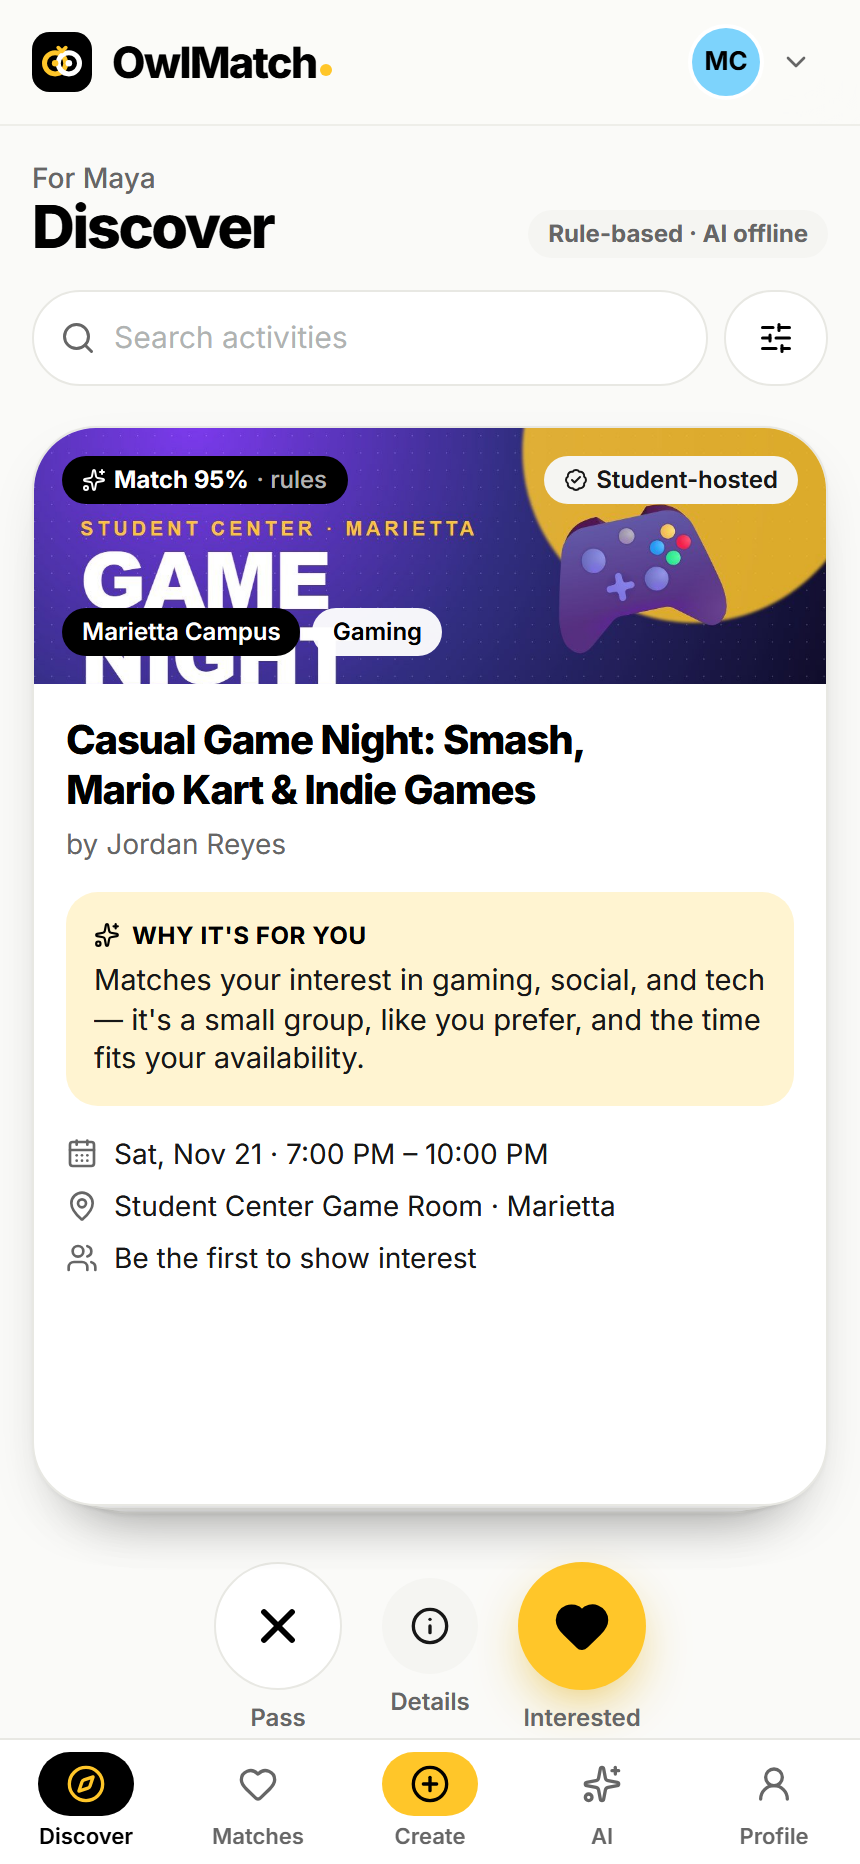 OwlMatch.
MC
For Maya
Discover
Rule-based · AI offline
Search activities
Match 95% · rules
Student-hosted
STUDENT CENTER · MARIETTA
GAME
NIGHT
Marietta Campus
Gaming
Casual Game Night: Smash,
Mario Kart & Indie Games
by Jordan Reyes
WHY IT'S FOR YOU
Matches your interest in gaming, social, and tech
— it's a small group, like you prefer, and the time
fits your availability.
Sat, Nov 21 · 7:00 PM – 10:00 PM
Student Center Game Room · Marietta
Be the first to show interest
Pass
Details
Interested
Discover
Matches
Create
AI
Profile